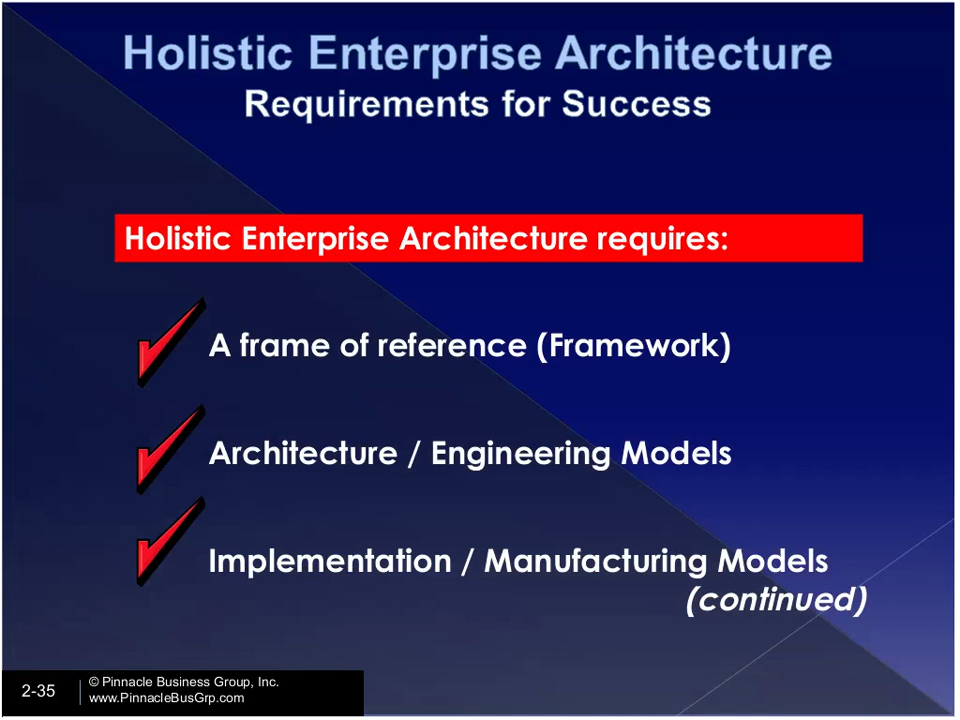 Holistic Enterprise Architecture
Requirements for Success
Holistic Enterprise Architecture requires:
A frame of reference (Framework)
Architecture / Engineering Models
Implementation / Manufacturing Models
(continued)
2-35
© Pinnacle Business Group, Inc.
www.PinnacleBusGrp.com